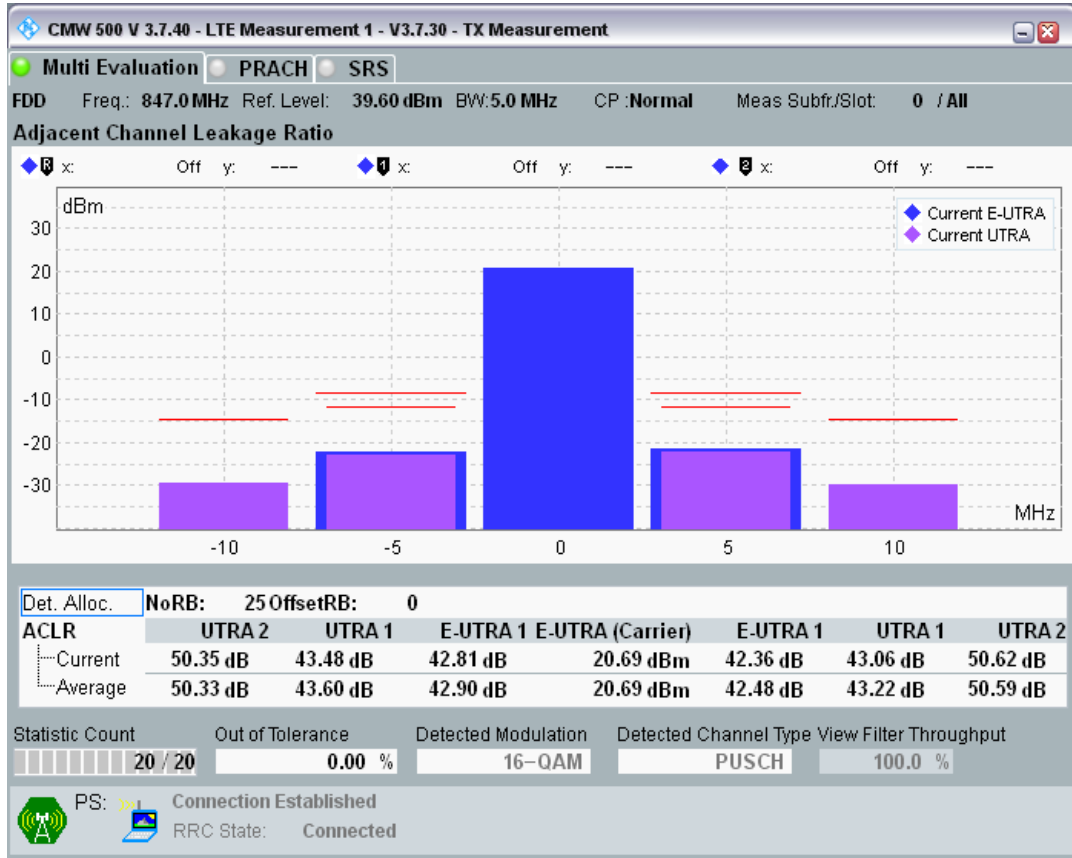 CMW 500 V 3.7.40 - LTE Measurement 1 - V3.7.30 - TX Measurement
Multi Evaluation PRACH SRS
FDD Freq.: 847.0 MHz Ref. Level: 39.60 dBm BW: 5.0 MHz CP :Normal Meas Subfr./Slot: 0 / All
Adjacent Channel Leakage Ratio
R x: Off y: --- 1 x: Off y: --- 2 x: Off y: ---
dBm
Current E-UTRA
Current UTRA
30
20
10
0
-10
-20
-30
MHz
-10 -5 0 5 10
Det. Alloc. NoRB: 25 OffsetRB: 0
ACLR UTRA 2 UTRA 1 E-UTRA 1 E-UTRA (Carrier) E-UTRA 1 UTRA 1 UTRA 2
Current 50.35 dB 43.48 dB 42.81 dB 20.69 dBm 42.36 dB 43.06 dB 50.62 dB
Average 50.33 dB 43.60 dB 42.90 dB 20.69 dBm 42.48 dB 43.22 dB 50.59 dB
Statistic Count Out of Tolerance Detected Modulation Detected Channel Type View Filter Throughput
20 / 20 0.00 % 16-QAM PUSCH 100.0 %
PS: Connection Established
RRC State: Connected